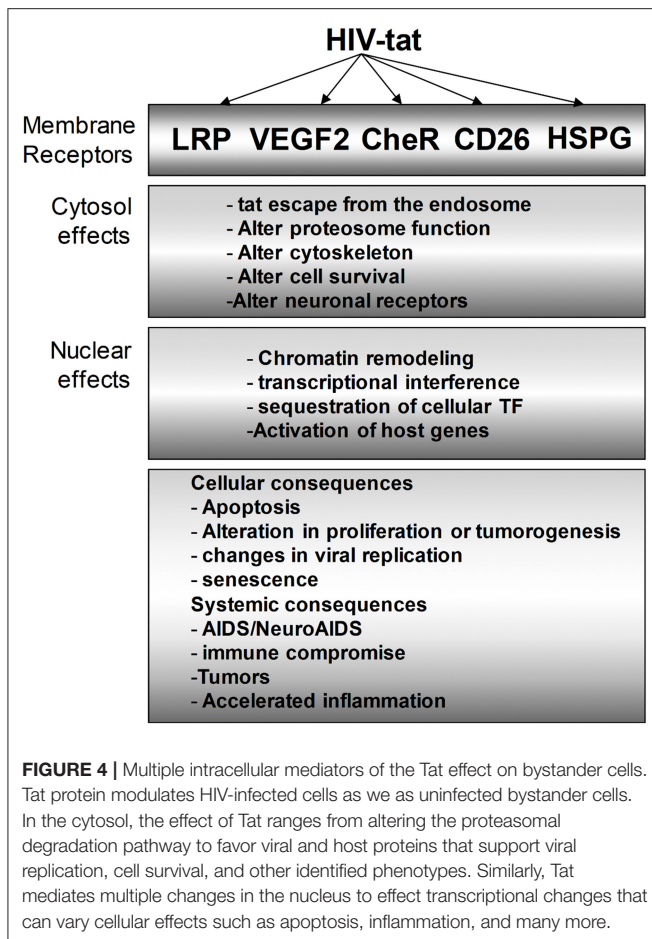 HIV-tat
Membrane
Receptors
LRP VEGF2 CheR CD26 HSPG
Cytosol
effects
- tat escape from the endosome
- Alter proteosome function
- Alter cytoskeleton
- Alter cell survival
-Alter neuronal receptors
Nuclear
effects
- Chromatin remodeling
- transcriptional interference
- sequestration of cellular TF
-Activation of host genes
Cellular consequences
- Apoptosis
- Alteration in proliferation or tumorogenesis
- changes in viral replication
- senescence
Systemic consequences
- AIDS/NeuroAIDS
- immune compromise
-Tumors
- Accelerated inflammation
FIGURE 4 | Multiple intracellular mediators of the Tat effect on bystander cells.
Tat protein modulates HIV-infected cells as we as uninfected bystander cells.
In the cytosol, the effect of Tat ranges from altering the proteasomal
degradation pathway to favor viral and host proteins that support viral
replication, cell survival, and other identified phenotypes. Similarly, Tat
mediates multiple changes in the nucleus to effect transcriptional changes that
can vary cellular effects such as apoptosis, inflammation, and many more.